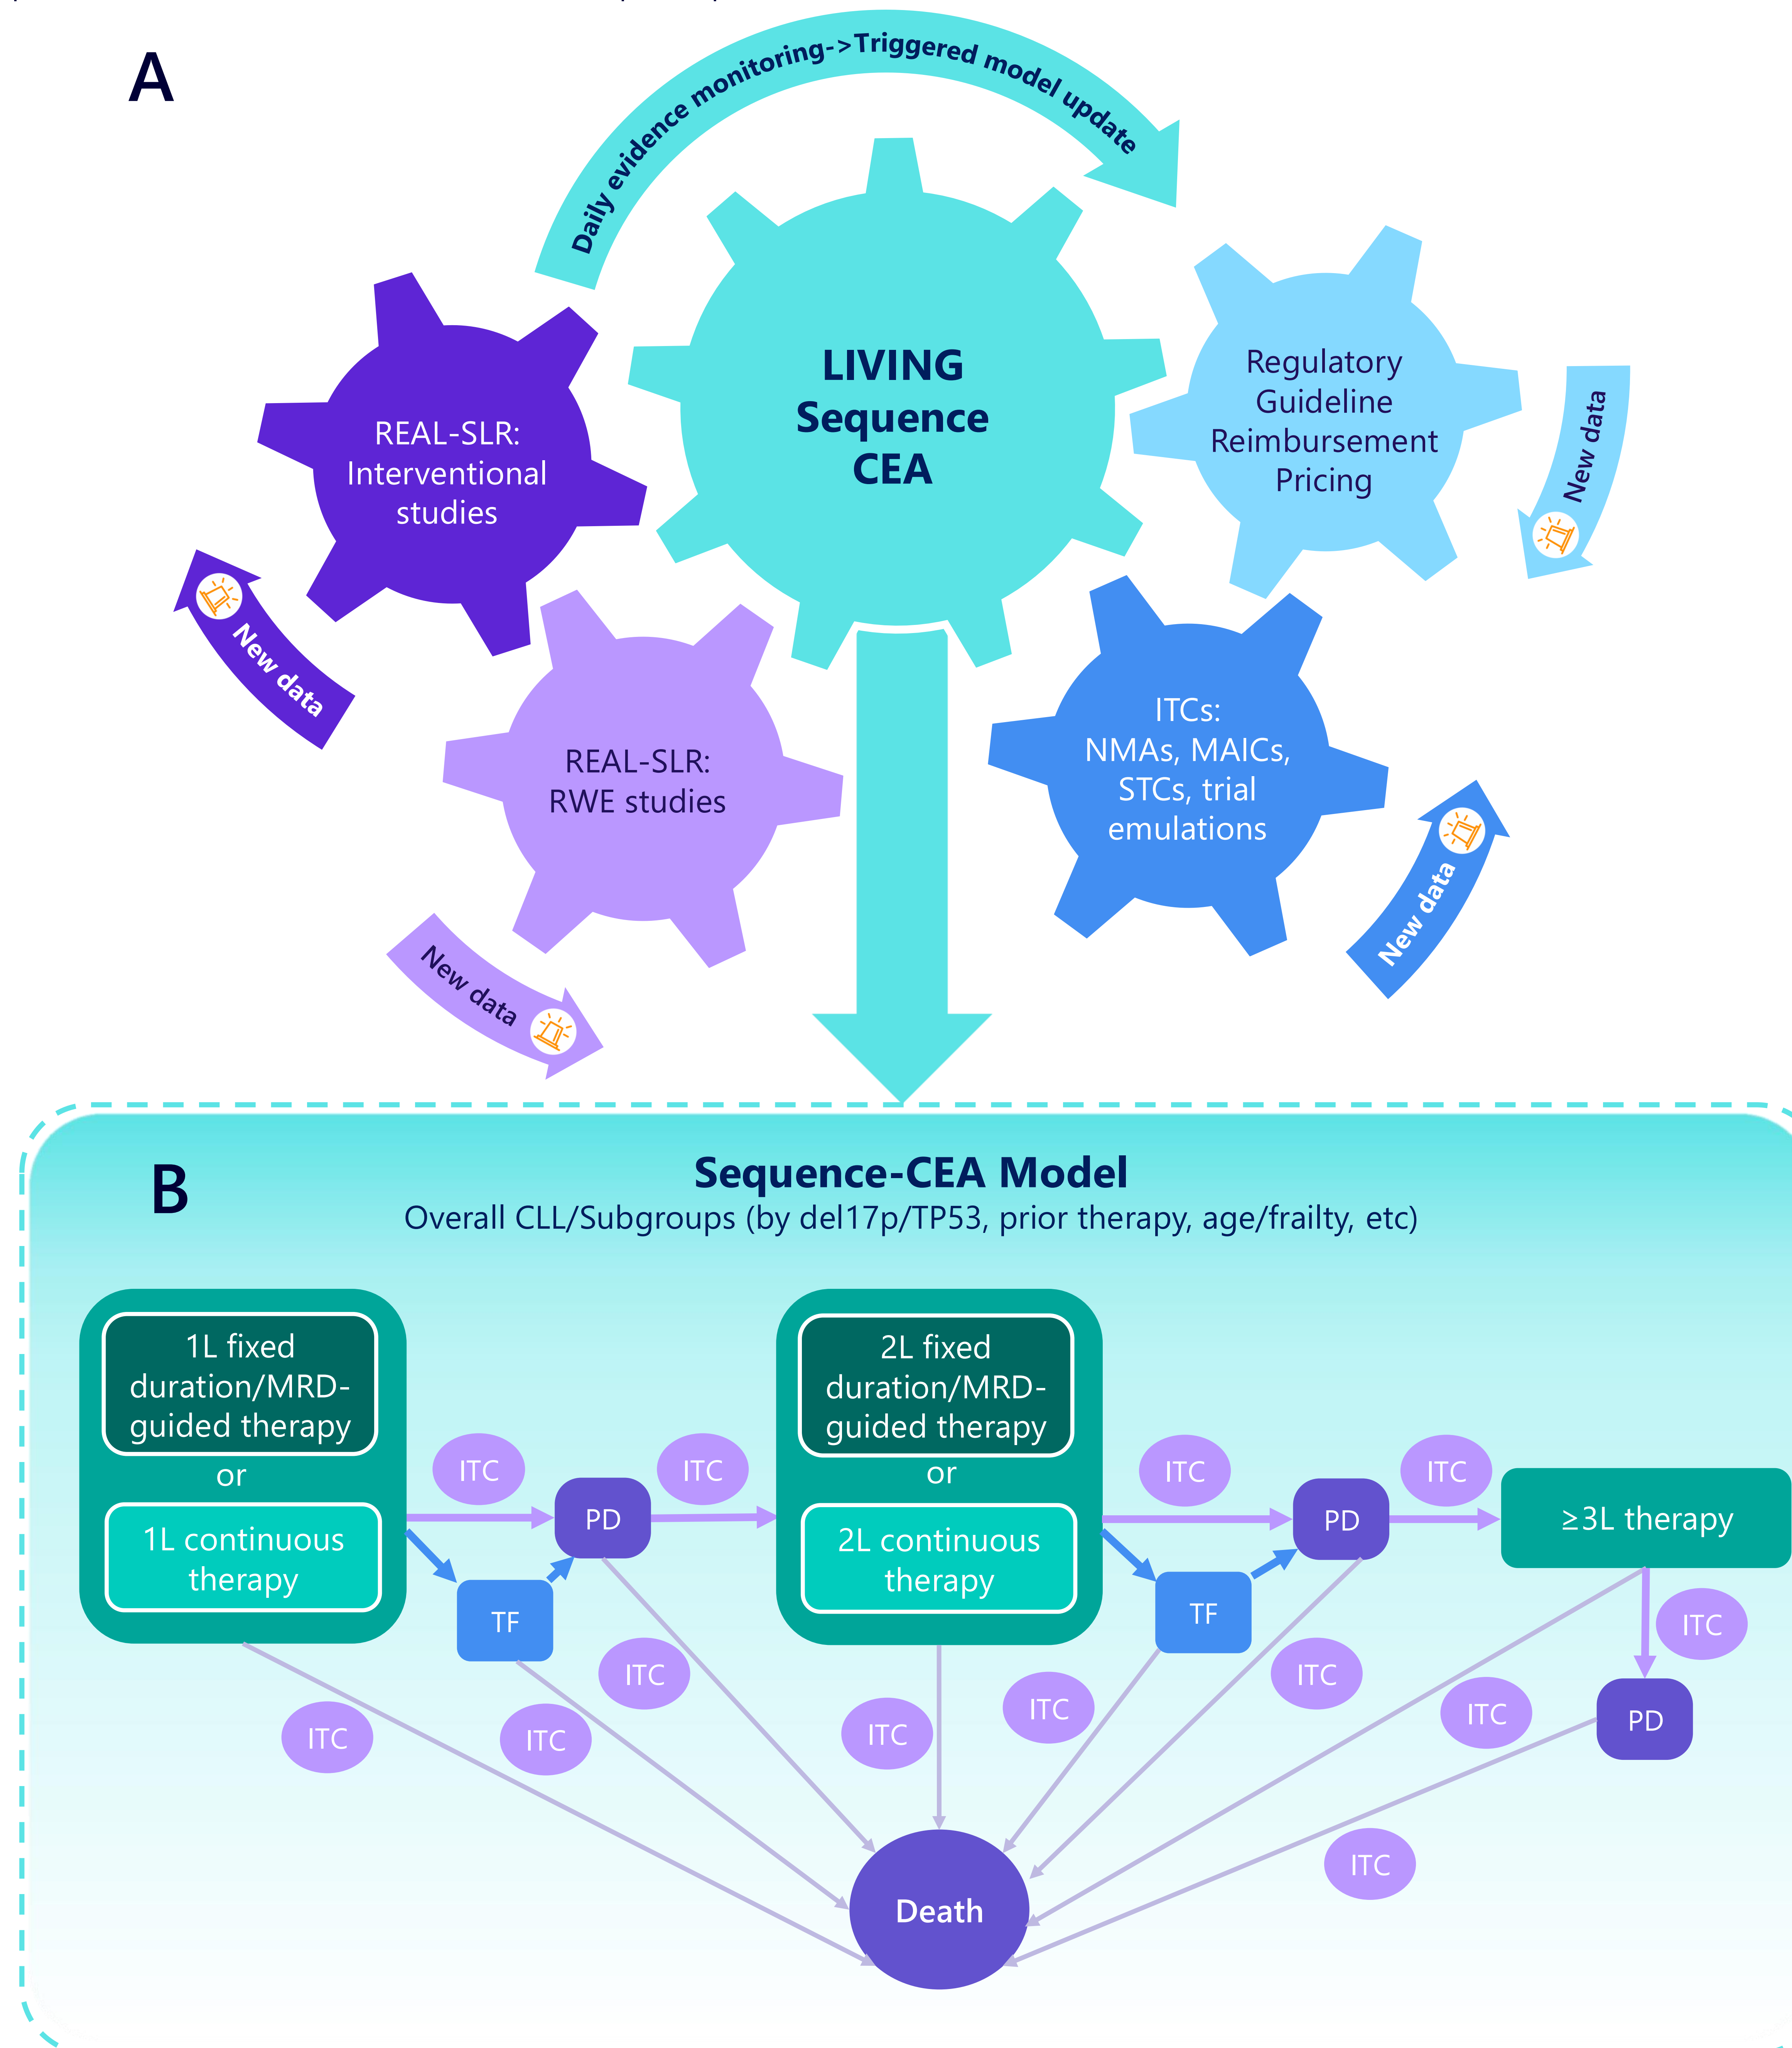 A
Daily evidence monitoring->Triggered model update
LIVING
Sequence
CEA
REAL-SLR:
Interventional
studies
New data
REAL-SLR:
RWE studies
New data
Regulatory
Guideline
Reimbursement
Pricing
New data
ITCs:
NMAs, MAICs,
STCs, trial
emulations
New data
B
Sequence-CEA Model
Overall CLL/Subgroups (by del17p/TP53, prior therapy, age/frailty, etc)
1L fixed
duration/MRD-
guided therapy
or
1L continuous
therapy
ITC
PD
ITC
TF
2L fixed
duration/MRD-
guided therapy
or
2L continuous
therapy
ITC
PD
ITC
TF
≥3L therapy
ITC
PD
ITC
ITC
ITC
ITC
ITC
ITC
ITC
ITC
Death